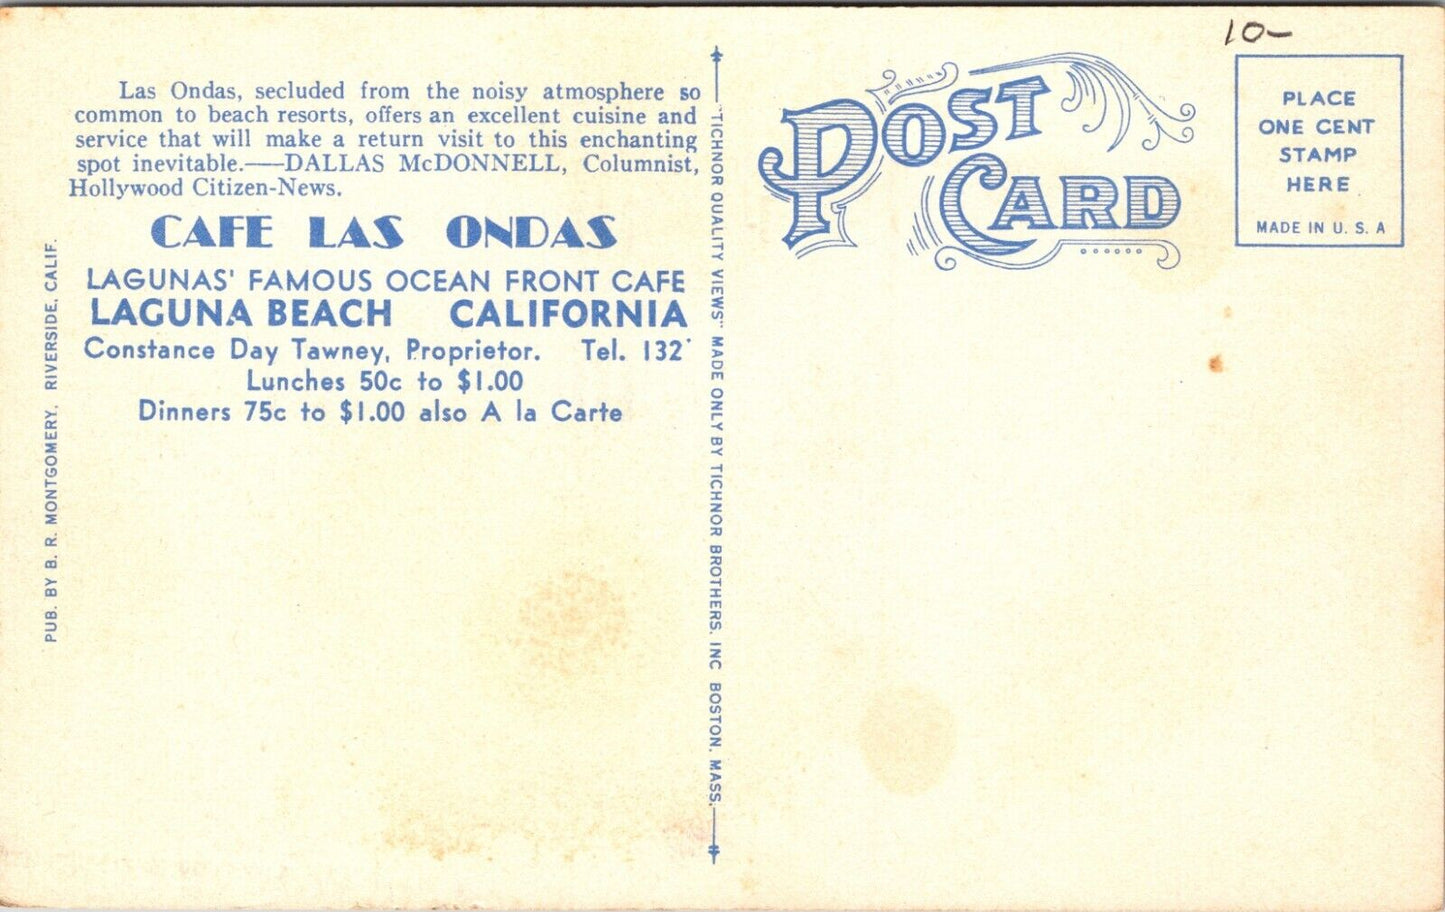 Las Ondas, secluded from the noisy atmosphere so
common to beach resorts, offers an excellent cuisine and
service that will make a return visit to this enchanting
spot inevitable.—DALLAS McDONNELL, Columnist,
Hollywood Citizen-News.
CAFE LAS ONDAS
LAGUNAS' FAMOUS OCEAN FRONT CAFE
LAGUNA BEACH CALIFORNIA
Constance Day Tawney, Proprietor. Tel. 132
Lunches 50c to $1.00
Dinners 75c to $1.00 also A la Carte
PUB. BY B. R. MONTGOMERY, RIVERSIDE, CALIF.
"TICHNOR QUALITY VIEWS" MADE ONLY BY TICHNOR BROTHERS, INC BOSTON, MASS.
POST
CARD
10-
PLACE
ONE CENT
STAMP
HERE
MADE IN U. S. A